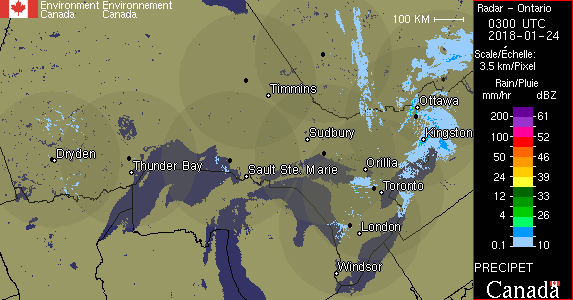 Environment Environnement
Canada Canada
100 KM
Timmins
Ottawa
Sudbury
Kingston
Dryden
Thunder Bay
Sault Ste. Marie
Orillia
Toronto
London
Windsor
Radar - Ontario
0300 UTC
2018-01-24
Scale/Échelle:
3.5 km/Pixel
Rain/Pluie
mm/hr dBZ
200 61
100 52
50 46
24 39
12 33
4 26
0.1 10
PRECIPET
Canada